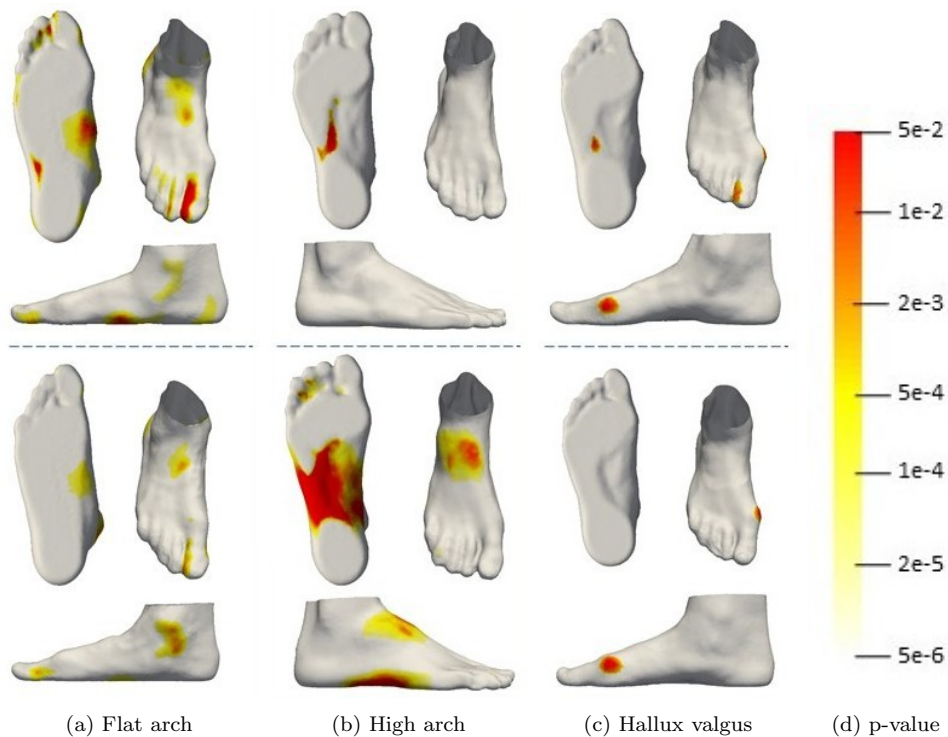 5e-2
1e-2
2e-3
5e-4
1e-4
2e-5
5e-6
(a) Flat arch
(b) High arch
(c) Hallux valgus
(d) p-value